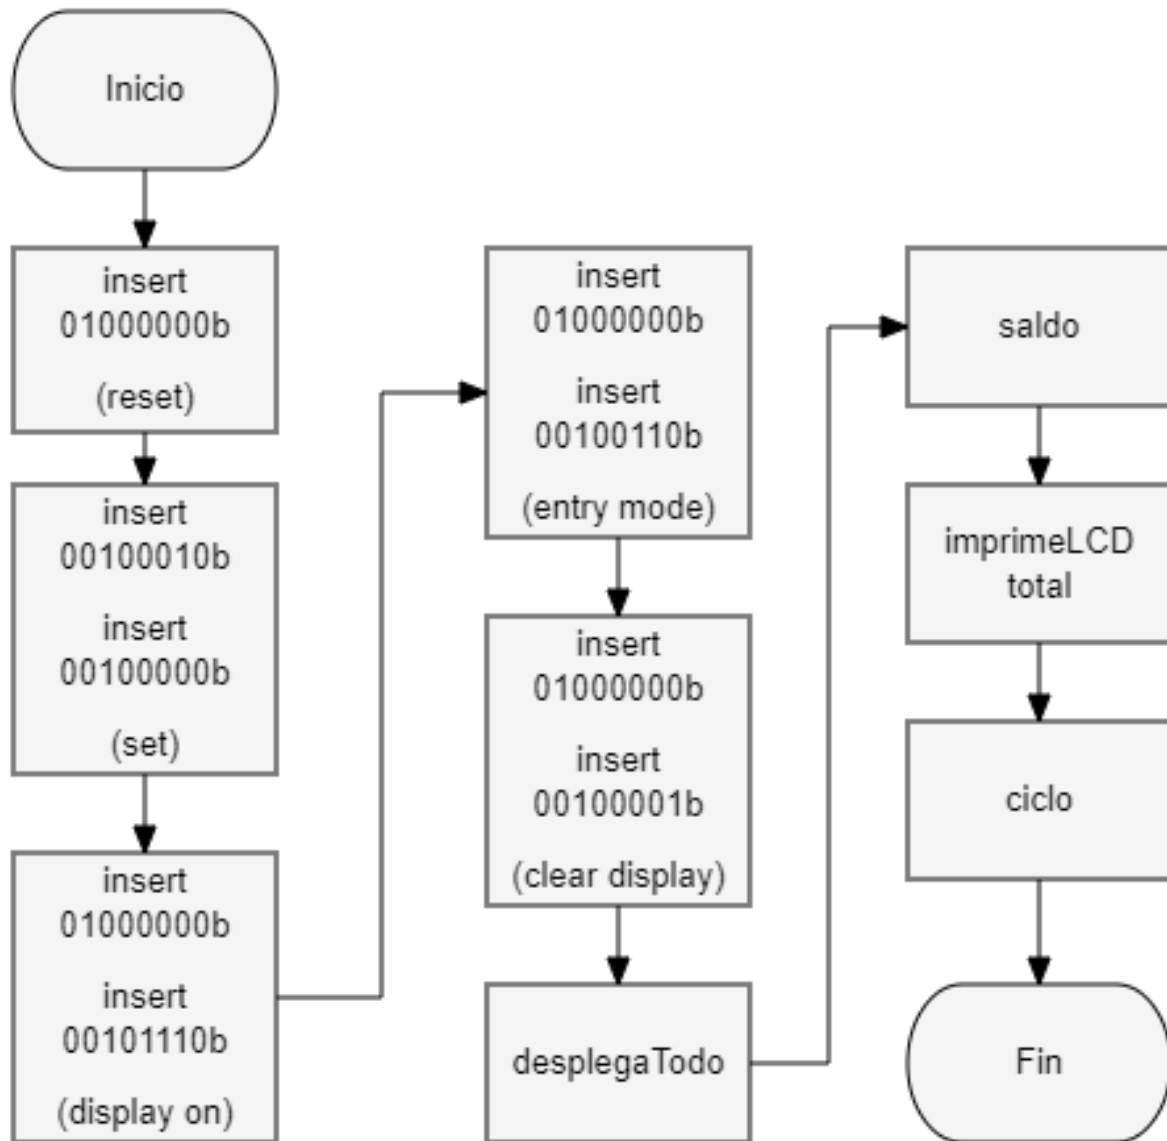 Inicio
insert
01000000b
(reset)
insert
00100010b
insert
00100000b
(set)
insert
01000000b
insert
00101110b
(display on)
insert
01000000b
insert
00100110b
(entry mode)
insert
01000000b
insert
00100001b
(clear display)
desplegaTodo
saldo
imprimeLCD
total
ciclo
Fin